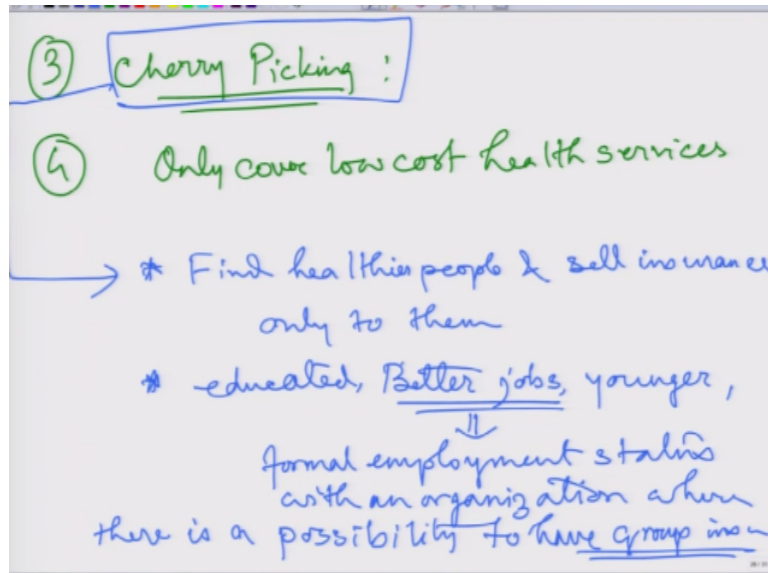 ③ Cherry Picking :
④ Only cover low cost health services
* Find healthier people & sell insurance
only to them
* educated, Better jobs, younger,
formal employment status
with an organization where
there is a possibility to have group insu